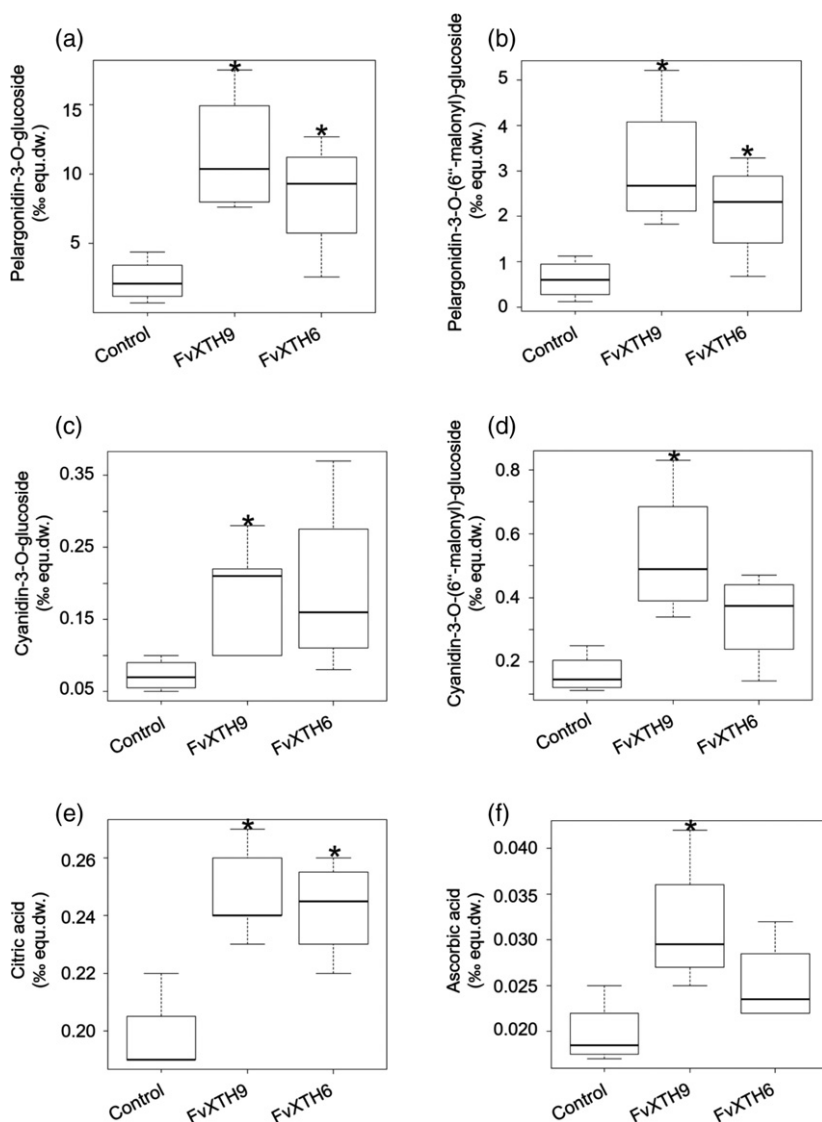 (a)
Pelargonidin-3-O-glucoside
(‰ equ.dw.)
15
10
5
*
*
Control
FvXTH9
FvXTH6
(b)
Pelargonidin-3-O-(6“-malonyl)-glucoside
(‰ equ.dw.)
5
4
3
2
1
0
*
*
Control
FvXTH9
FvXTH6
(c)
Cyanidin-3-O-glucoside
(‰ equ.dw.)
0.35
0.25
0.15
0.05
*
Control
FvXTH9
FvXTH6
(d)
Cyanidin-3-O-(6“-malonyl)-glucoside
(‰ equ.dw.)
0.8
0.6
0.4
0.2
*
Control
FvXTH9
FvXTH6
(e)
Citric acid
(‰ equ.dw.)
0.26
0.24
0.22
0.20
*
*
Control
FvXTH9
FvXTH6
(f)
Ascorbic acid
(‰ equ.dw.)
0.040
0.035
0.030
0.025
0.020
*
Control
FvXTH9
FvXTH6